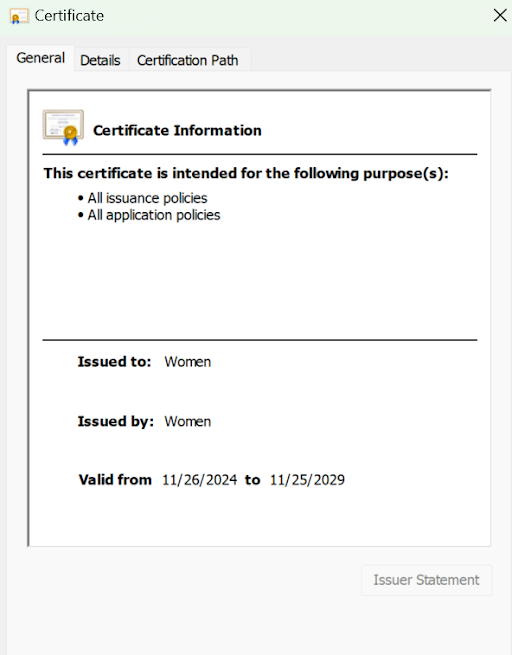 Certificate
General Details Certification Path
Certificate Information
This certificate is intended for the following purpose(s):
• All issuance policies
• All application policies
Issued to: Women
Issued by: Women
Valid from 11/26/2024 to 11/25/2029
Issuer Statement